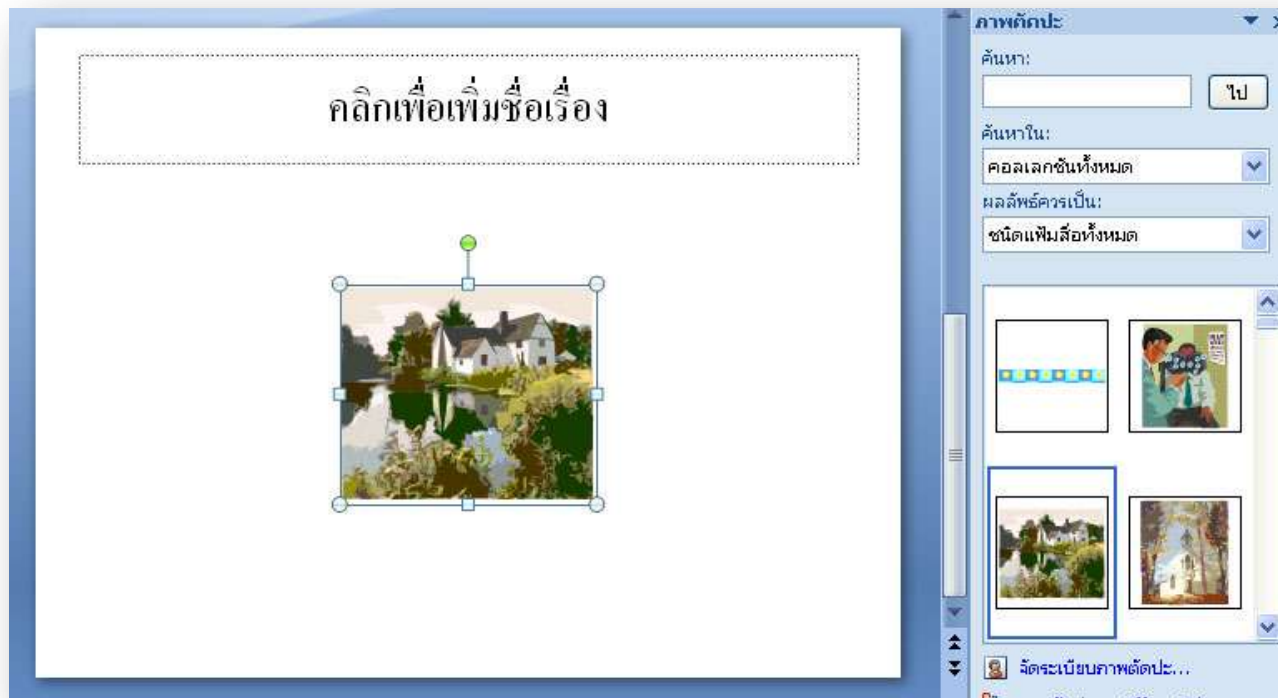 คลิกเพื่อเพิ่มชื่อเรื่อง
ภาพตัดปะ
ค้นหา:
ไป
ค้นหาใน:
คอลเลกชันทั้งหมด
ผลลัพธ์ควรเป็น:
ชนิดแฟ้มสื่อทั้งหมด
จัดระเบียบภาพตัดปะ...